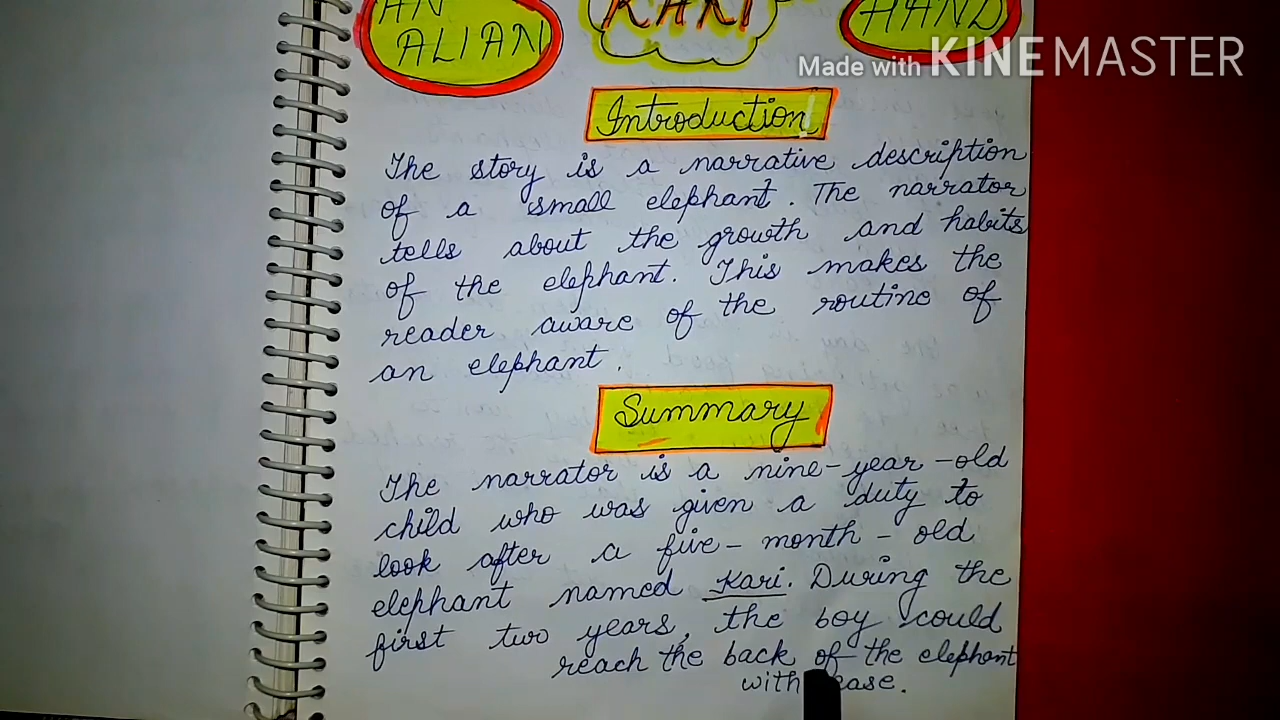 AN
ALIAN
KARI
HAND
Made with KINEMASTER
Introduction
The story is a narrative description
of a small elephant. The narrator
tells about the growth and habits
of the elephant. This makes the
reader aware of the routine of
an elephant.
Summary
The narrator is a nine-year-old
child who was given a duty to
look after a five-month-old
elephant named Kari. During the
first two years, the boy could
reach the back of the elephant
with ease.